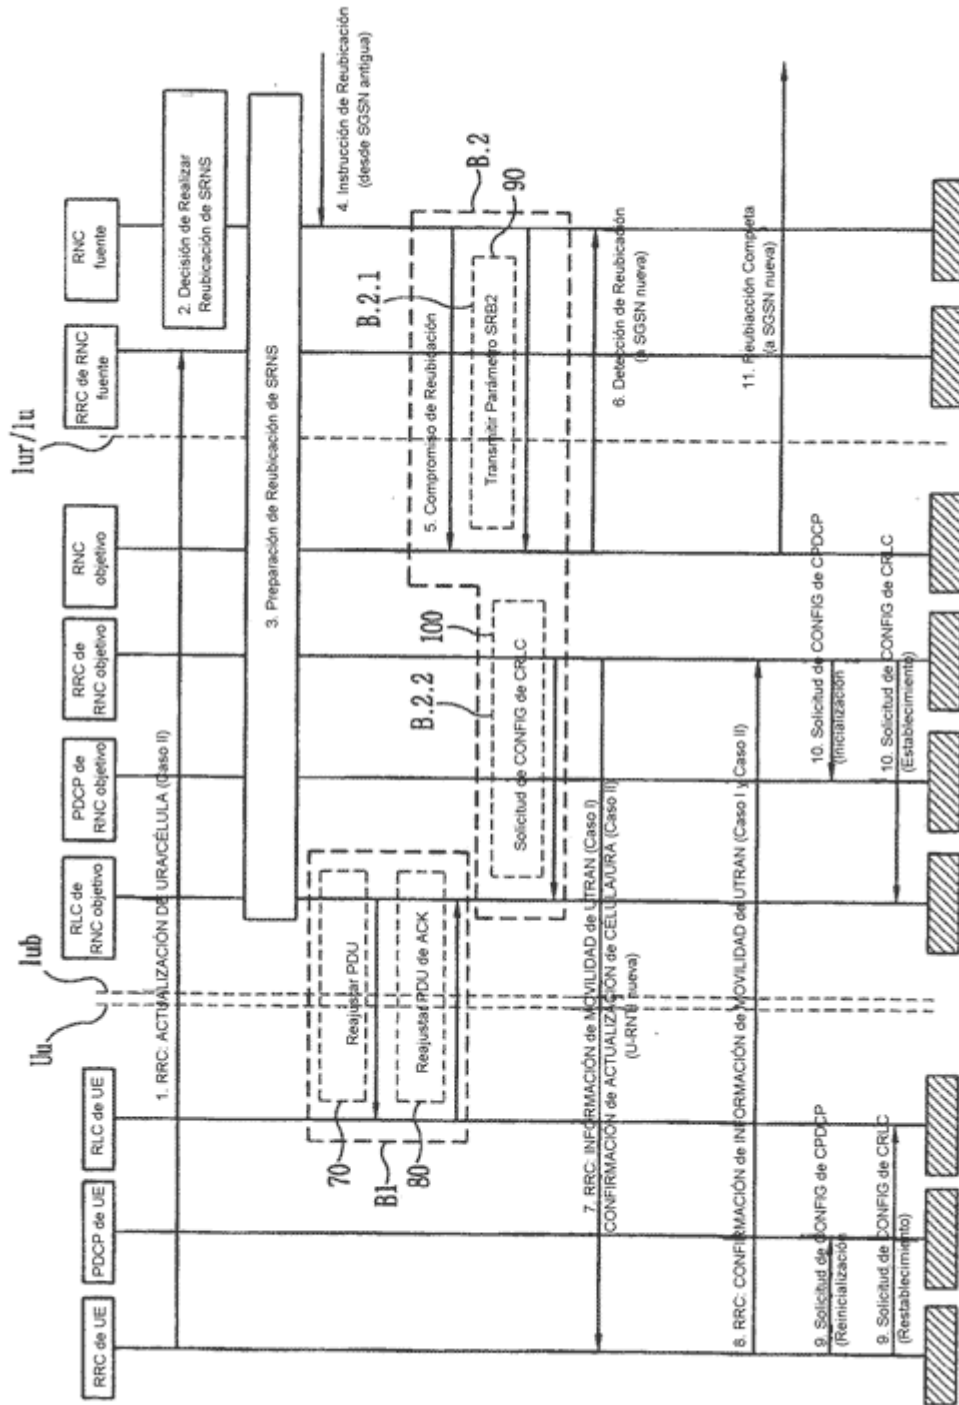 RRC de UE
PDCP de UE
RLC de UE
Uu
Iub
RLC de
RNC objetivo
PDCP de
RNC objetivo
RRC de
RNC objetivo
RNC
objetivo
Iur/Iu
RRC de RNC
fuente
RNC
fuente
1. RRC: ACTUALIZACIÓN DE URA/CÉLULA (Caso II)
2. Decisión de Realizar
Reubicación de SRNS
3. Preparación de Reubicación de SRNS
4. Instrucción de Reubicación
(desde SGSN antigua)
70
Reajustar PDU
B1
80
Reajustar PDU de ACK
5. Compromiso de Reubicación
B.2
B.2.1
90
Transmitir Parámetro SRB2
B.2.2
100
Solicitud de CONFIG de CRLC
6. Detección de Reubicación
(a SGSN nueva)
7. RRC: INFORMACIÓN DE MOVILIDAD DE UTRAN (Caso I)
CONFIRMACIÓN de ACTUALIZACIÓN DE CÉLULA/URA (Caso II)
(U-RNTI nueva)
8. RRC: CONFIRMACIÓN de INFORMACIÓN DE MOVILIDAD DE UTRAN (Caso I y Caso II)
11. Reubiacción Completa
(a SGSN nueva)
9. Solicitud de CONFIG de CPDCP
(Reinicialización)
10. Solicitud de CONFIG de CPDCP
(Inicialización)
9. Solicitud de CONFIG de CRLC
(Restablecimiento)
10. Solicitud de CONFIG de CRLC
(Establecimiento)